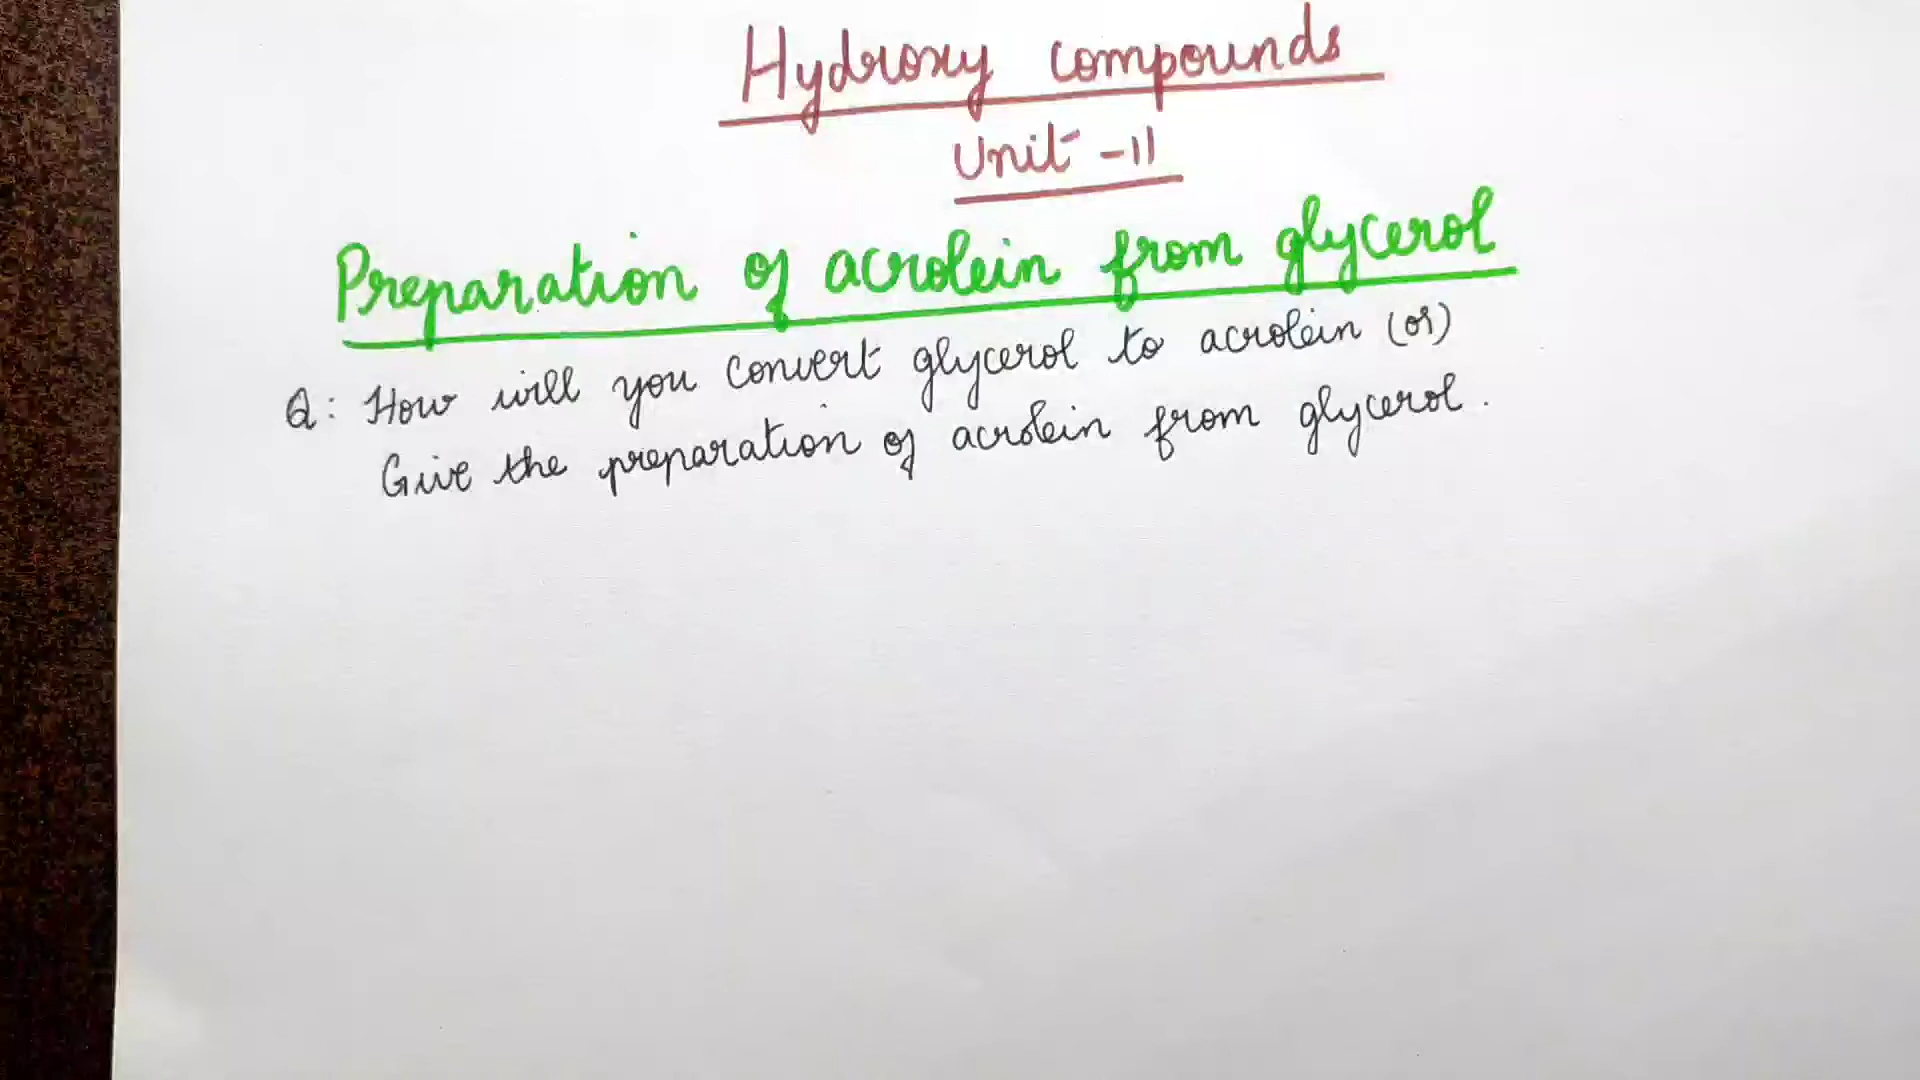 Hydroxy compounds
Unit -II
Preparation of acrolein from glycerol
Q: How will you convert glycerol to acrolein (or)
Give the preparation of acrolein from glycerol.